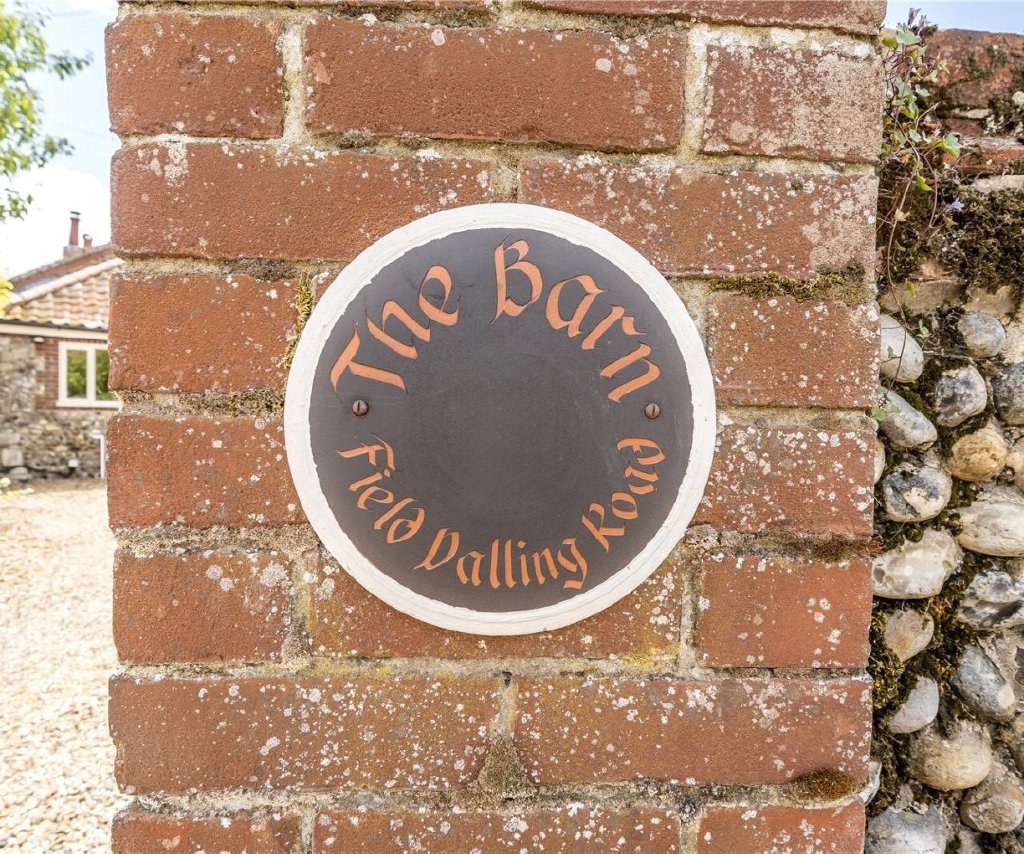 The Barn
Field Dalling Road